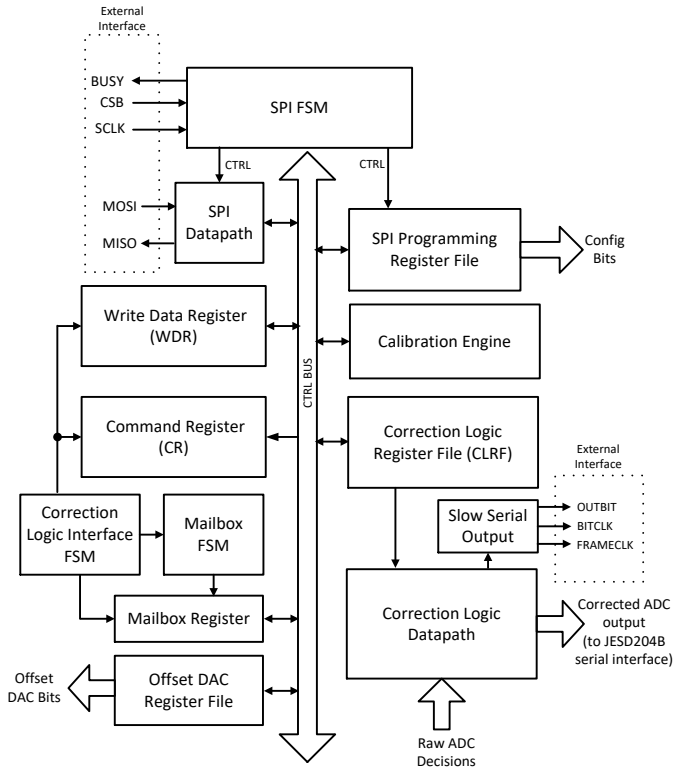 External
Interface
BUSY
CSB
SCLK
SPI FSM
CTRL
CTRL
MOSI
MISO
SPI
Datapath
SPI Programming
Register File
Config
Bits
Write Data Register
(WDR)
Calibration Engine
CTRL BUS
Command Register
(CR)
Correction Logic
Register File (CLRF)
External
Interface
Correction
Logic Interface
FSM
Mailbox
FSM
Slow Serial
Output
OUTBIT
BITCLK
FRAMECLK
Mailbox Register
Correction Logic
Datapath
Corrected ADC
output
(to JESD204B
serial interface)
Offset
DAC Bits
Offset DAC
Register File
Raw ADC
Decisions